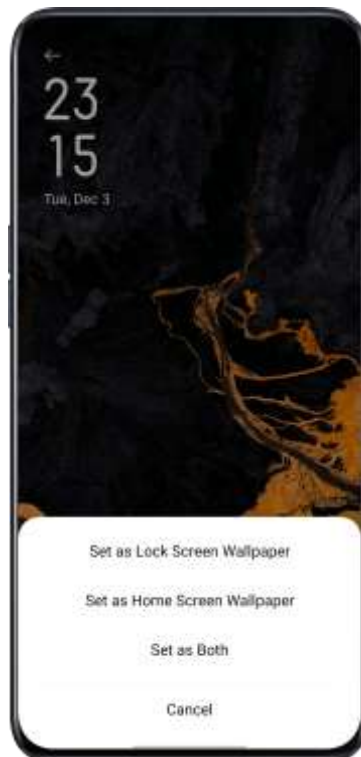 23
15
Tue, Dec 3
Set as Lock Screen Wallpaper
Set as Home Screen Wallpaper
Set as Both
Cancel